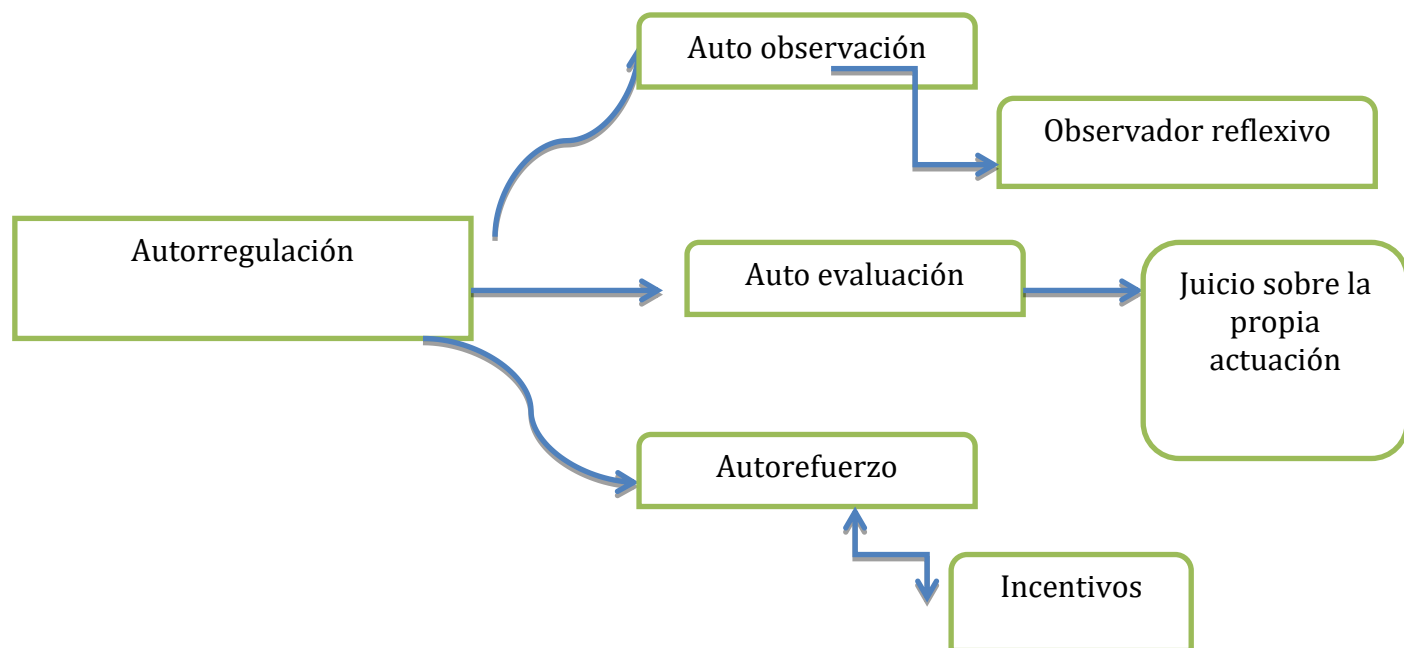 Auto observación
Observador reflexivo
Autorregulación
Auto evaluación
Juicio sobre la
propia
actuación
Autorefuerzo
Incentivos